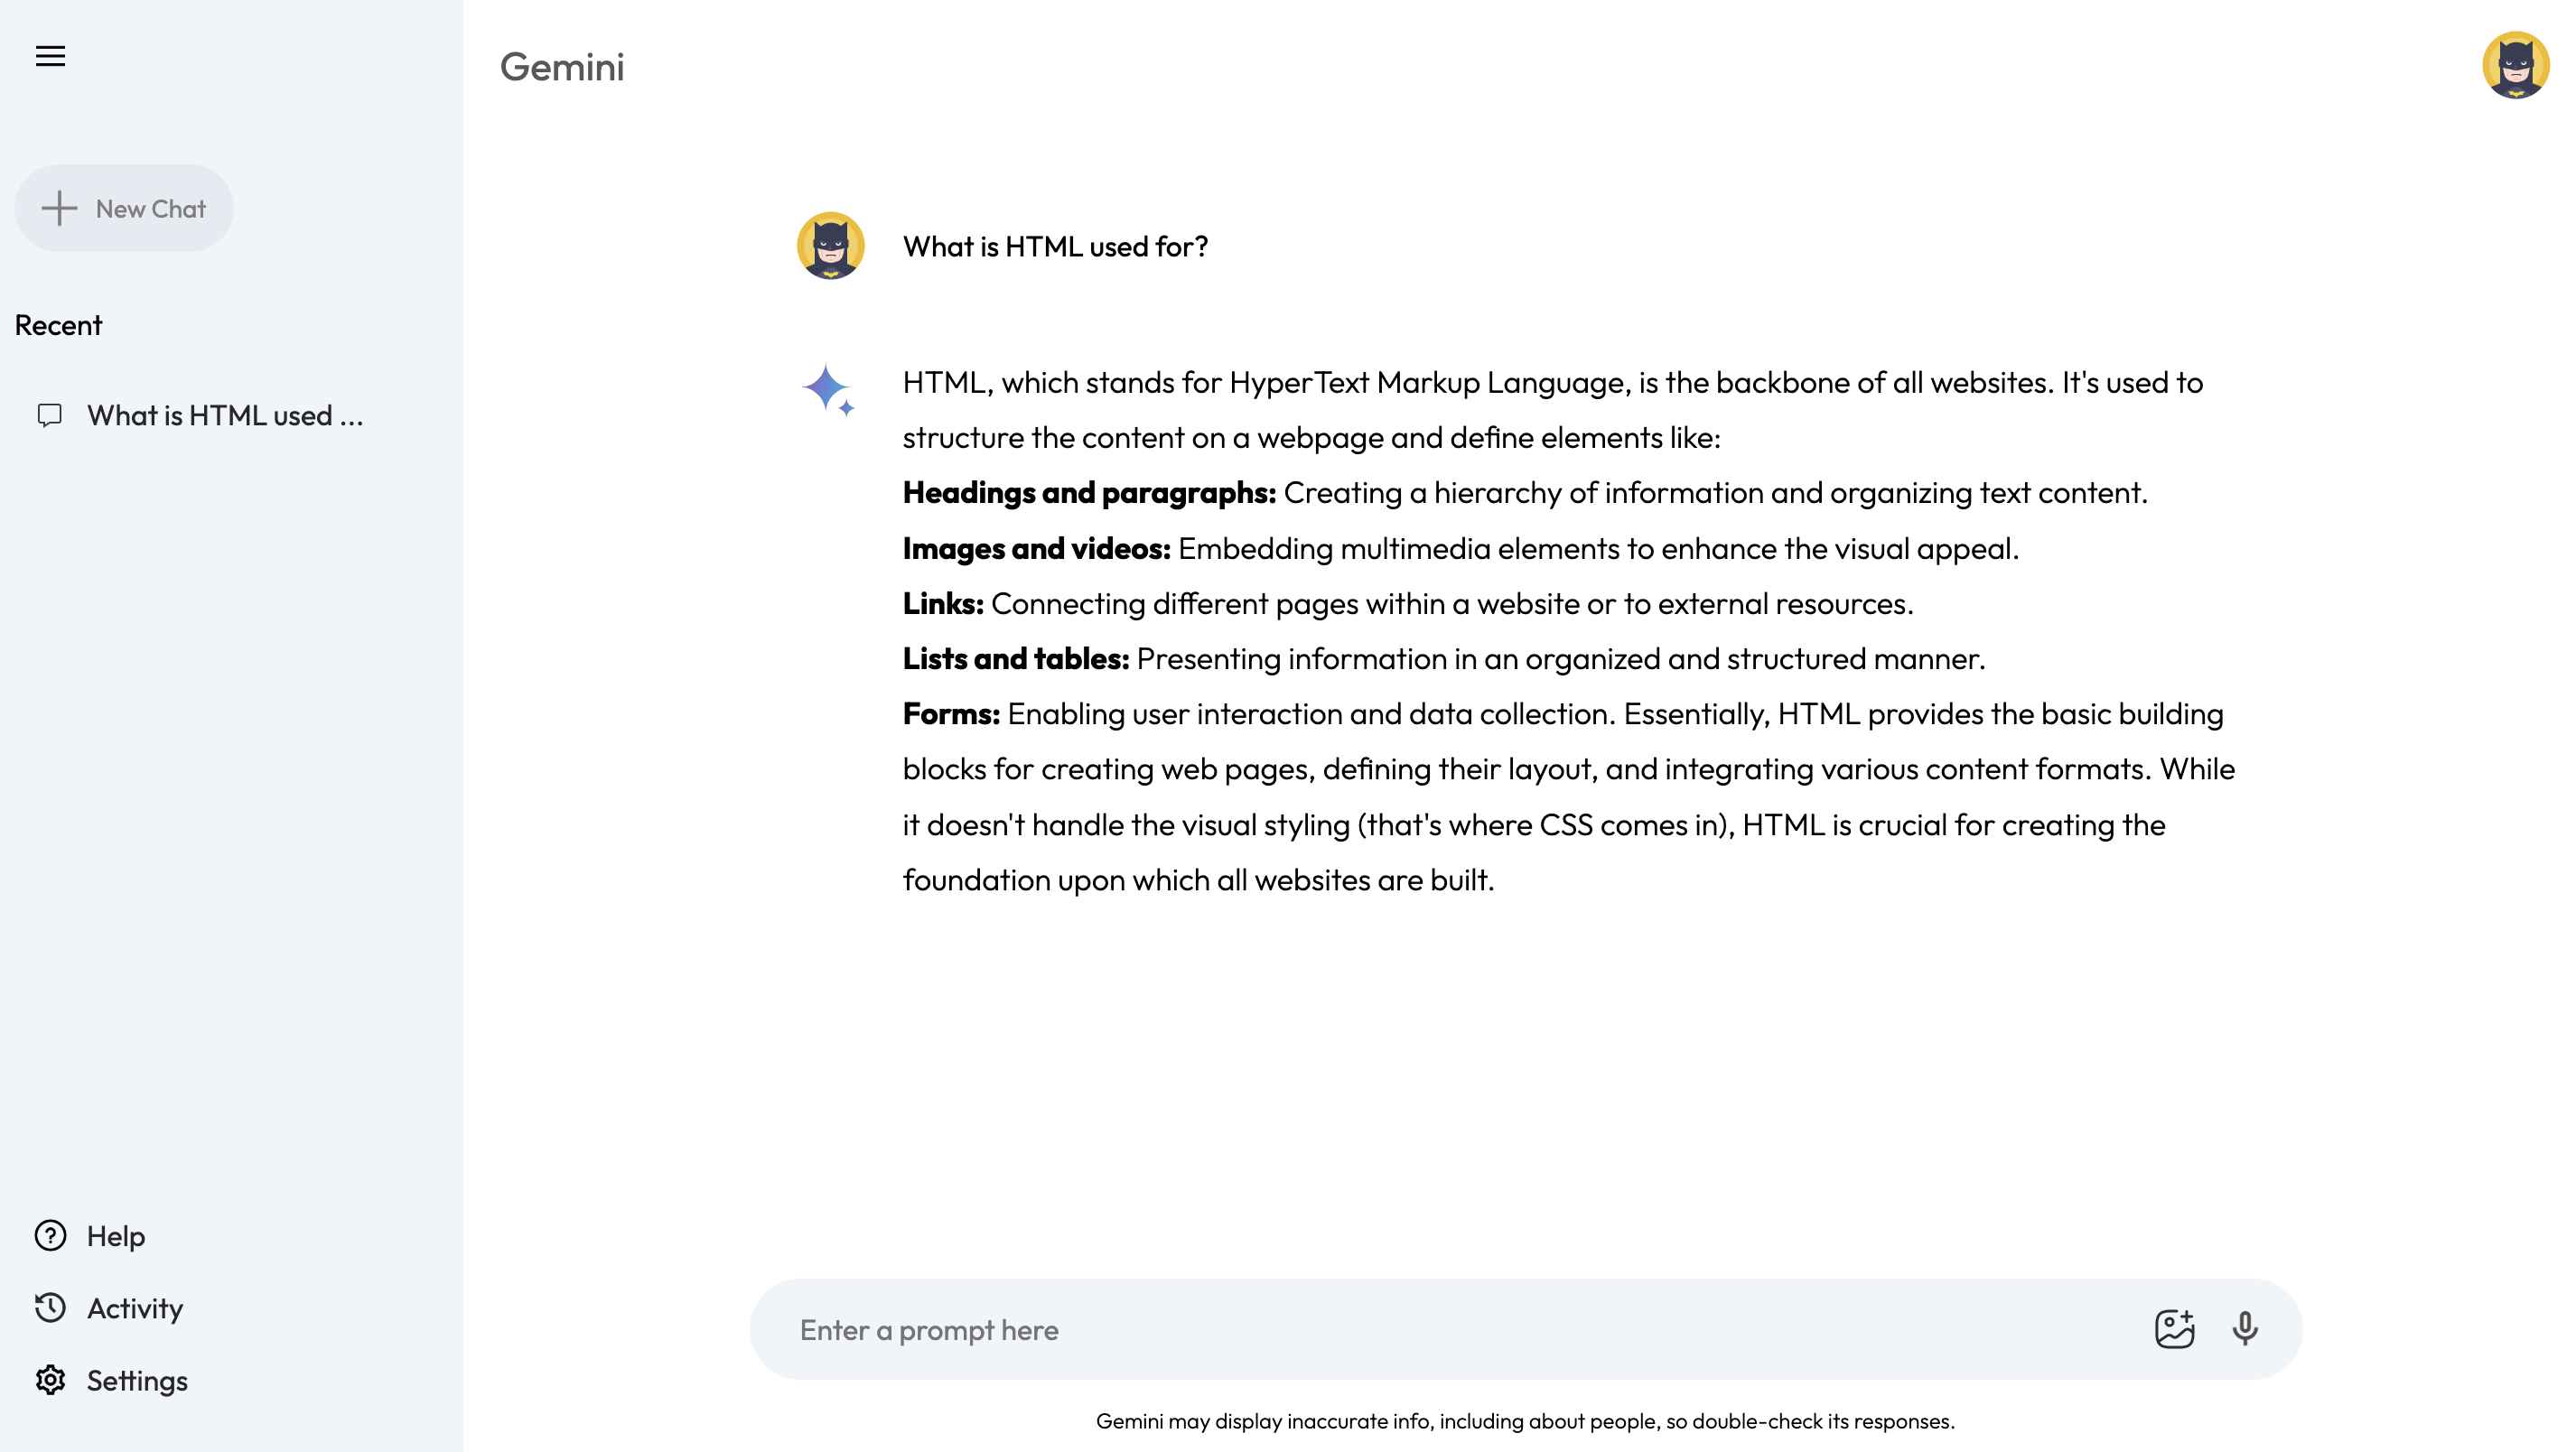 Gemini
New Chat
Recent
What is HTML used ...
Help
Activity
Settings
What is HTML used for?
HTML, which stands for HyperText Markup Language, is the backbone of all websites. It's used to
structure the content on a webpage and define elements like:
Headings and paragraphs: Creating a hierarchy of information and organizing text content.
Images and videos: Embedding multimedia elements to enhance the visual appeal.
Links: Connecting different pages within a website or to external resources.
Lists and tables: Presenting information in an organized and structured manner.
Forms: Enabling user interaction and data collection. Essentially, HTML provides the basic building
blocks for creating web pages, defining their layout, and integrating various content formats. While
it doesn't handle the visual styling (that's where CSS comes in), HTML is crucial for creating the
foundation upon which all websites are built.
Enter a prompt here
Gemini may display inaccurate info, including about people, so double-check its responses.